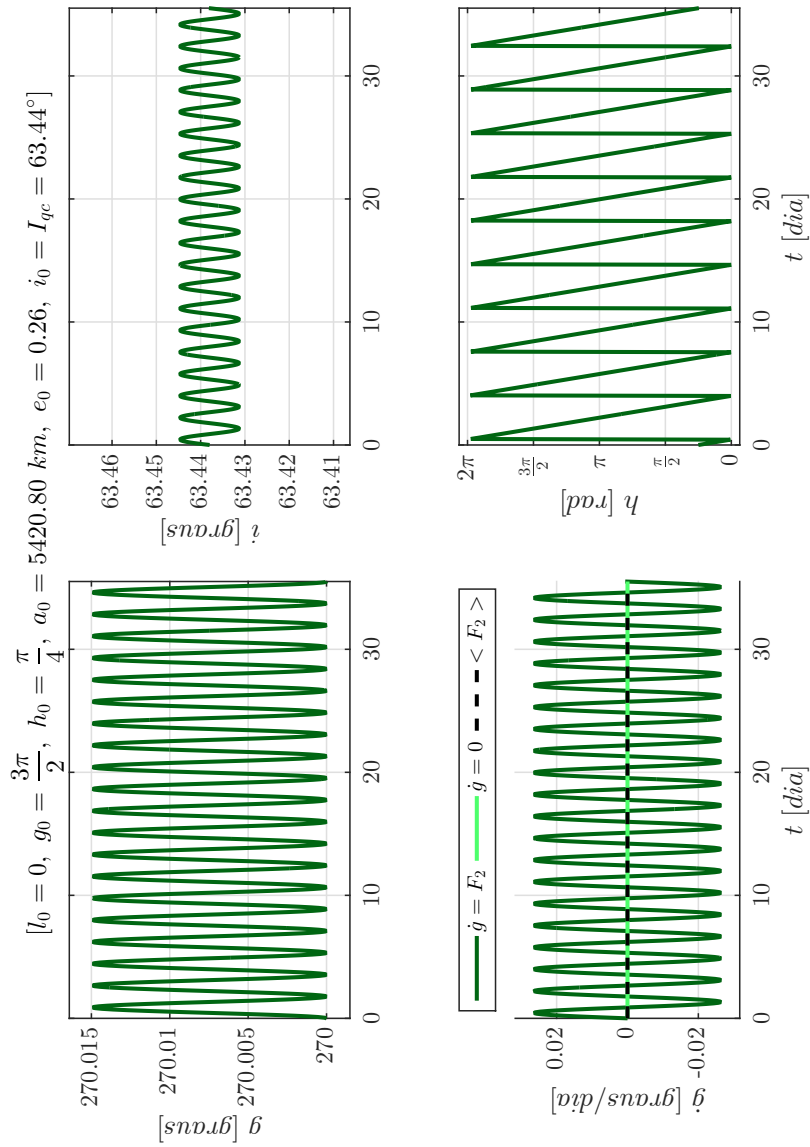 [l₀ = 0, g₀ = 3π/2, h₀ = π/4, a₀ = 5420.80 km, e₀ = 0.26, i₀ = I_qc = 63.44°]
g [graus]
270.015
270.01
270.005
270
0 10 20 30
i [graus]
63.46
63.45
63.44
63.43
63.42
63.41
0 10 20 30
ġ [graus/dia]
ġ = F₂ ġ = 0 < F₂ >
0.02
0
-0.02
0 10 20 30
t [dia]
h [rad]
2π
3π/2
π
π/2
0
0 10 20 30
t [dia]